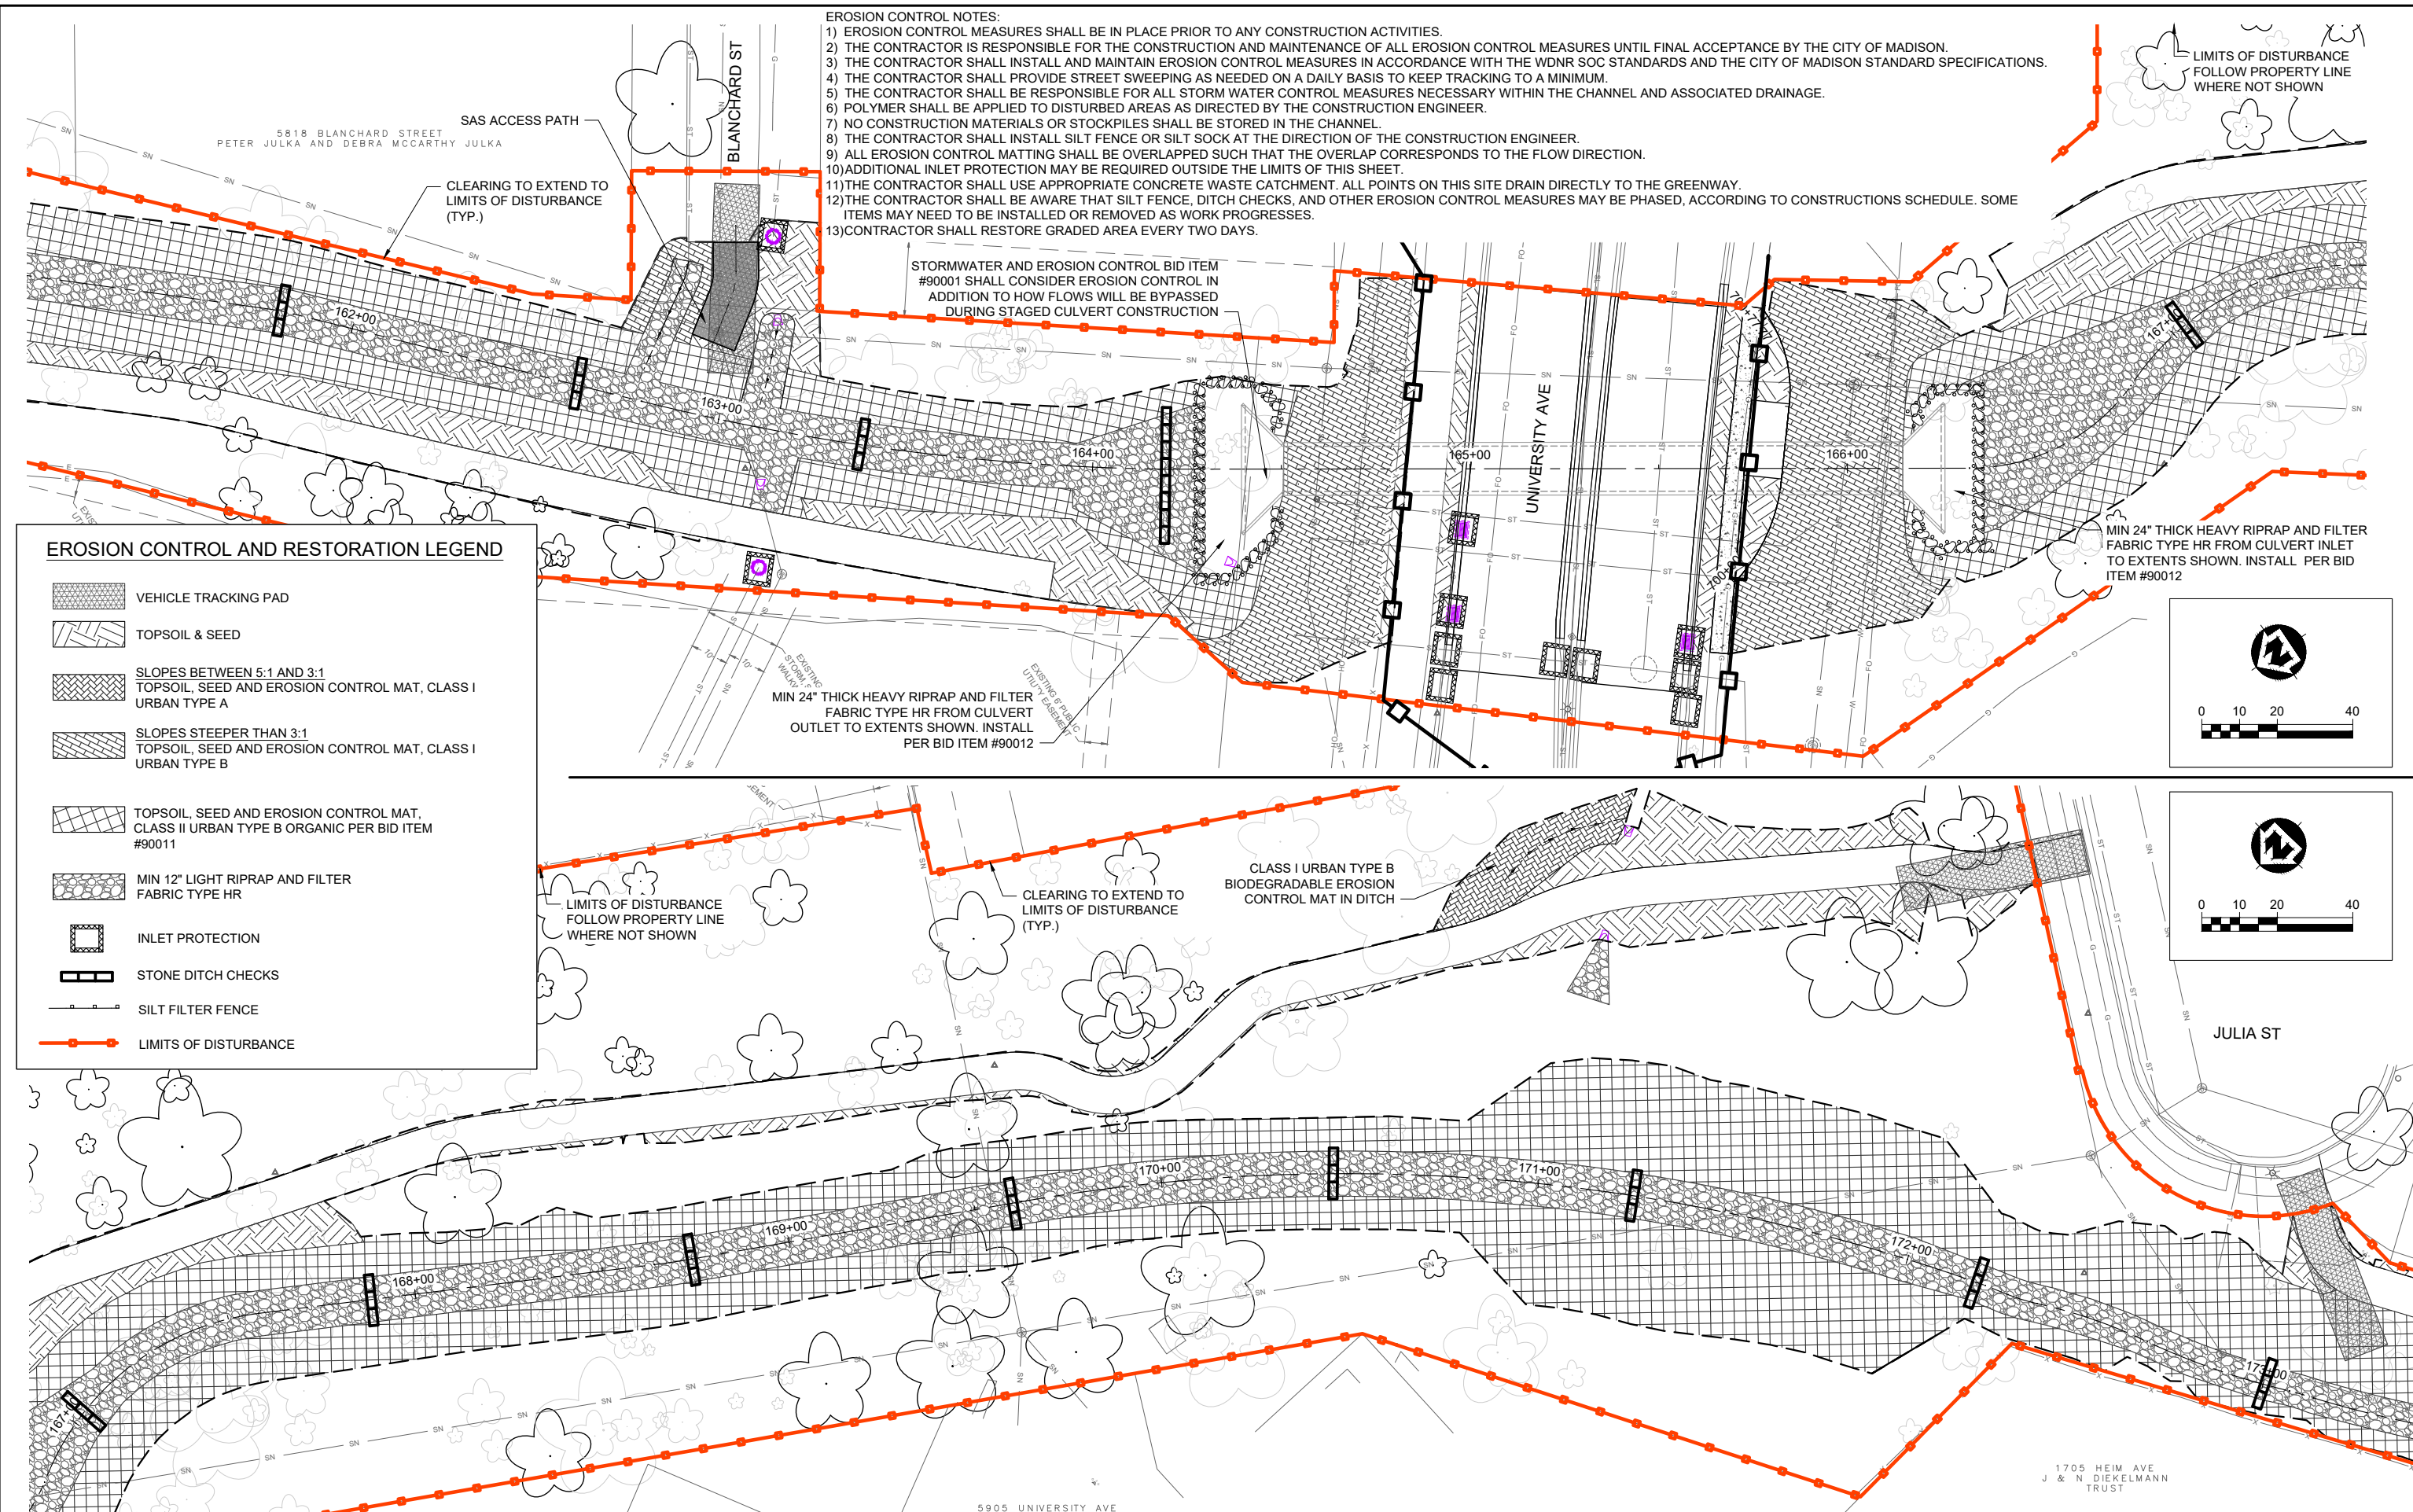 EROSION CONTROL NOTES:
1) EROSION CONTROL MEASURES SHALL BE IN PLACE PRIOR TO ANY CONSTRUCTION ACTIVITIES.
2) THE CONTRACTOR IS RESPONSIBLE FOR THE CONSTRUCTION AND MAINTENANCE OF ALL EROSION CONTROL MEASURES UNTIL FINAL ACCEPTANCE BY THE CITY OF MADISON.
3) THE CONTRACTOR SHALL INSTALL AND MAINTAIN EROSION CONTROL MEASURES IN ACCORDANCE WITH THE WDNR SOC STANDARDS AND THE CITY OF MADISON STANDARD SPECIFICATIONS.
4) THE CONTRACTOR SHALL PROVIDE STREET SWEEPING AS NEEDED ON A DAILY BASIS TO KEEP TRACKING TO A MINIMUM.
5) THE CONTRACTOR SHALL BE RESPONSIBLE FOR ALL STORM WATER CONTROL MEASURES NECESSARY WITHIN THE CHANNEL AND ASSOCIATED DRAINAGE.
6) POLYMER SHALL BE APPLIED TO DISTURBED AREAS AS DIRECTED BY THE CONSTRUCTION ENGINEER.
7) NO CONSTRUCTION MATERIALS OR STOCKPILES SHALL BE STORED IN THE CHANNEL.
8) THE CONTRACTOR SHALL INSTALL SILT FENCE OR SILT SOCK AT THE DIRECTION OF THE CONSTRUCTION ENGINEER.
9) ALL EROSION CONTROL MATTING SHALL BE OVERLAPPED SUCH THAT THE OVERLAP CORRESPONDS TO THE FLOW DIRECTION.
10)ADDITIONAL INLET PROTECTION MAY BE REQUIRED OUTSIDE THE LIMITS OF THIS SHEET.
11)THE CONTRACTOR SHALL USE APPROPRIATE CONCRETE WASTE CATCHMENT. ALL POINTS ON THIS SITE DRAIN DIRECTLY TO THE GREENWAY.
12)THE CONTRACTOR SHALL BE AWARE THAT SILT FENCE, DITCH CHECKS, AND OTHER EROSION CONTROL MEASURES MAY BE PHASED, ACCORDING TO CONSTRUCTIONS SCHEDULE. SOME
ITEMS MAY NEED TO BE INSTALLED OR REMOVED AS WORK PROGRESSES.
13)CONTRACTOR SHALL RESTORE GRADED AREA EVERY TWO DAYS.
LIMITS OF DISTURBANCE
FOLLOW PROPERTY LINE
WHERE NOT SHOWN
BLANCHARD ST
SAS ACCESS PATH
5818 BLANCHARD STREET
PETER JULKA AND DEBRA MCCARTHY JULKA
CLEARING TO EXTEND TO
LIMITS OF DISTURBANCE
(TYP.)
STORMWATER AND EROSION CONTROL BID ITEM
#90001 SHALL CONSIDER EROSION CONTROL IN
ADDITION TO HOW FLOWS WILL BE BYPASSED
DURING STAGED CULVERT CONSTRUCTION
162+00
163+00
164+00
165+00
166+00
UNIVERSITY AVE
MIN 24" THICK HEAVY RIPRAP AND FILTER
FABRIC TYPE HR FROM CULVERT INLET
TO EXTENTS SHOWN. INSTALL PER BID
ITEM #90012
MIN 24" THICK HEAVY RIPRAP AND FILTER
FABRIC TYPE HR FROM CULVERT
OUTLET TO EXTENTS SHOWN. INSTALL
PER BID ITEM #90012
EXISTING 6' PUBLIC
UTILITY EASEMENT
0 10 20 40
EROSION CONTROL AND RESTORATION LEGEND
VEHICLE TRACKING PAD
TOPSOIL & SEED
SLOPES BETWEEN 5:1 AND 3:1
TOPSOIL, SEED AND EROSION CONTROL MAT, CLASS I
URBAN TYPE A
SLOPES STEEPER THAN 3:1
TOPSOIL, SEED AND EROSION CONTROL MAT, CLASS I
URBAN TYPE B
TOPSOIL, SEED AND EROSION CONTROL MAT,
CLASS II URBAN TYPE B ORGANIC PER BID ITEM
#90011
MIN 12" LIGHT RIPRAP AND FILTER
FABRIC TYPE HR
INLET PROTECTION
STONE DITCH CHECKS
SILT FILTER FENCE
LIMITS OF DISTURBANCE
LIMITS OF DISTURBANCE
FOLLOW PROPERTY LINE
WHERE NOT SHOWN
CLEARING TO EXTEND TO
LIMITS OF DISTURBANCE
(TYP.)
CLASS I URBAN TYPE B
BIODEGRADABLE EROSION
CONTROL MAT IN DITCH
0 10 20 40
JULIA ST
168+00
169+00
170+00
171+00
172+00
1705 HEIM AVE
J & N DIEKELMANN
TRUST
5905 UNIVERSITY AVE